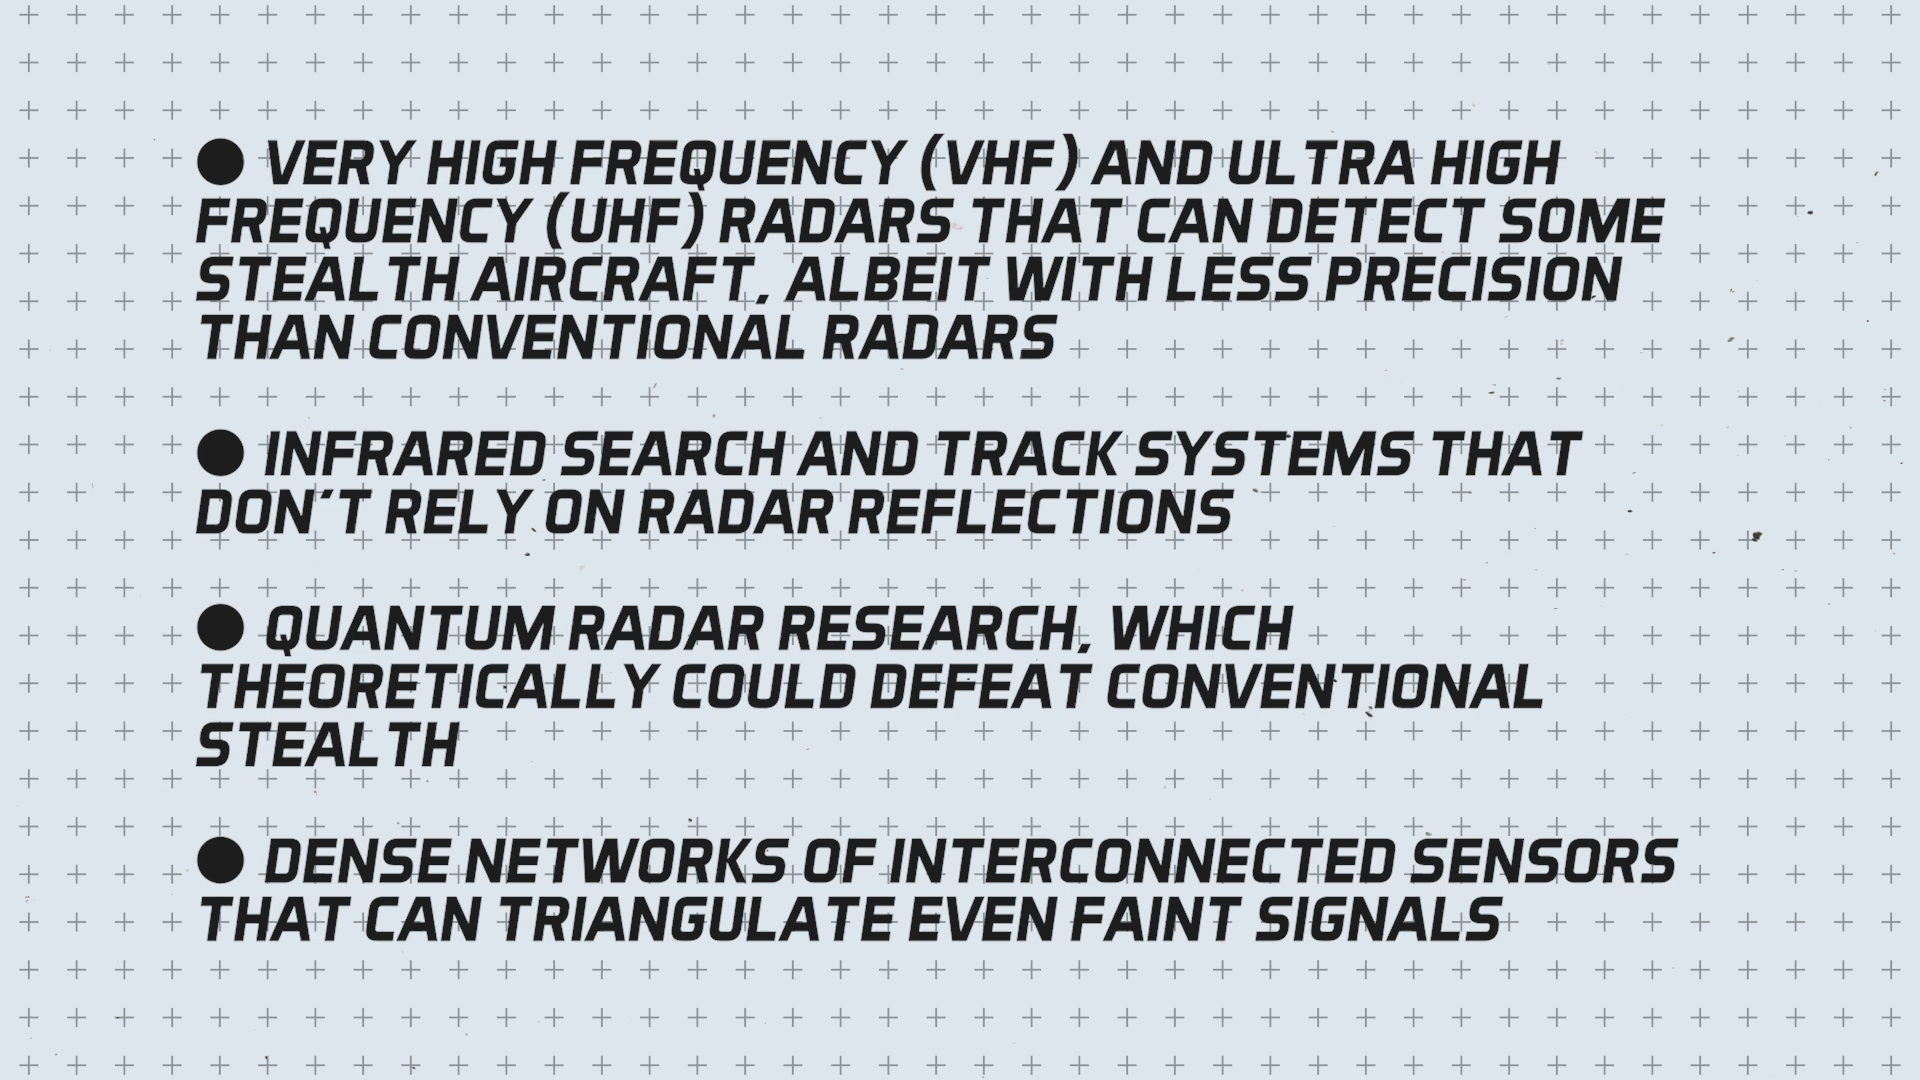 ● VERY HIGH FREQUENCY (VHF) AND ULTRA HIGH
FREQUENCY (UHF) RADARS THAT CAN DETECT SOME
STEALTH AIRCRAFT, ALBEIT WITH LESS PRECISION
THAN CONVENTIONAL RADARS
● INFRARED SEARCH AND TRACK SYSTEMS THAT
DON'T RELY ON RADAR REFLECTIONS
● QUANTUM RADAR RESEARCH, WHICH
THEORETICALLY COULD DEFEAT CONVENTIONAL
STEALTH
● DENSE NETWORKS OF INTERCONNECTED SENSORS
THAT CAN TRIANGULATE EVEN FAINT SIGNALS